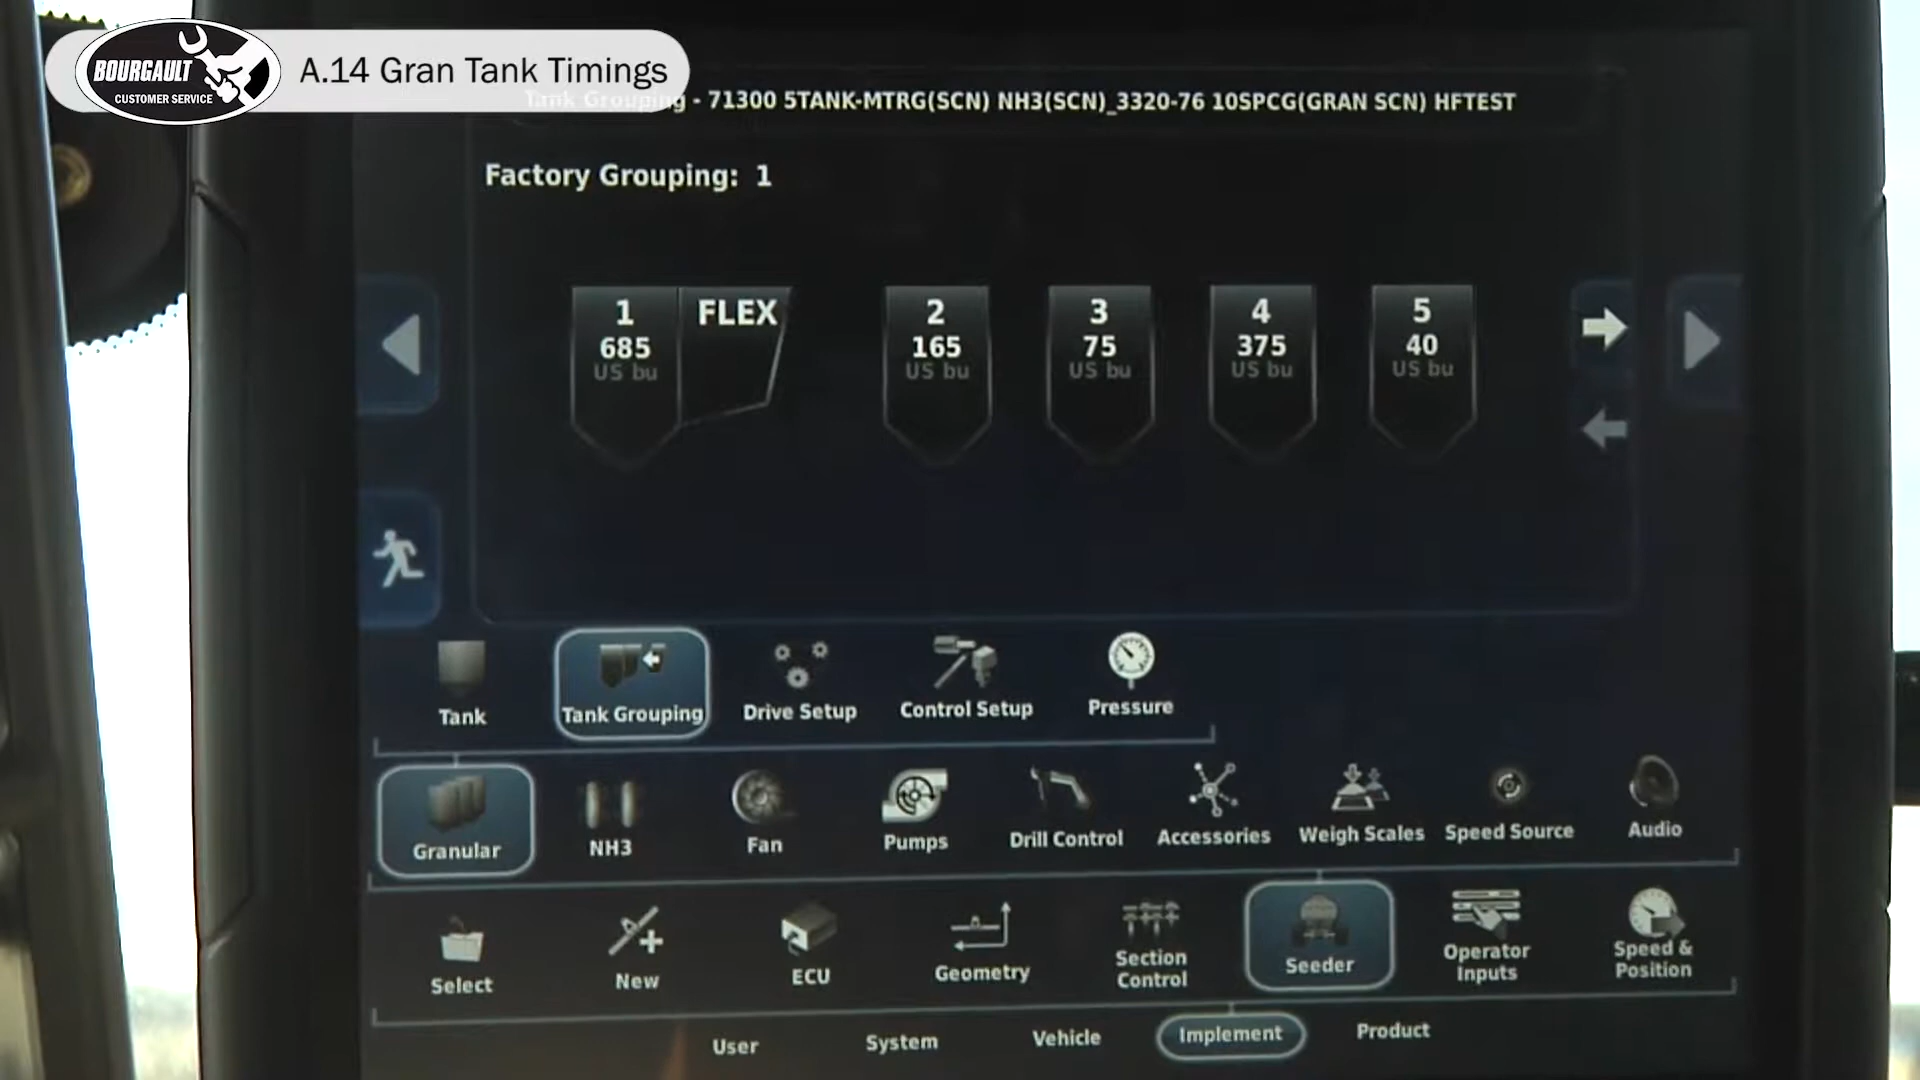 BOURGAULT
CUSTOMER SERVICE
A.14 Gran Tank Timings
Tank Grouping - 71300 5TANK-MTRG(SCN) NH3(SCN)_3320-76 10SPCG(GRAN SCN) HFTEST
Factory Grouping: 1
1 FLEX 2 3 4 5
685 165 75 375 40
US bu US bu US bu US bu US bu
Tank Tank Grouping Drive Setup Control Setup Pressure
Granular NH3 Fan Pumps Drill Control Accessories Weigh Scales Speed Source Audio
Select New ECU Geometry Section Control Seeder Operator Inputs Speed & Position
User System Vehicle Implement Product